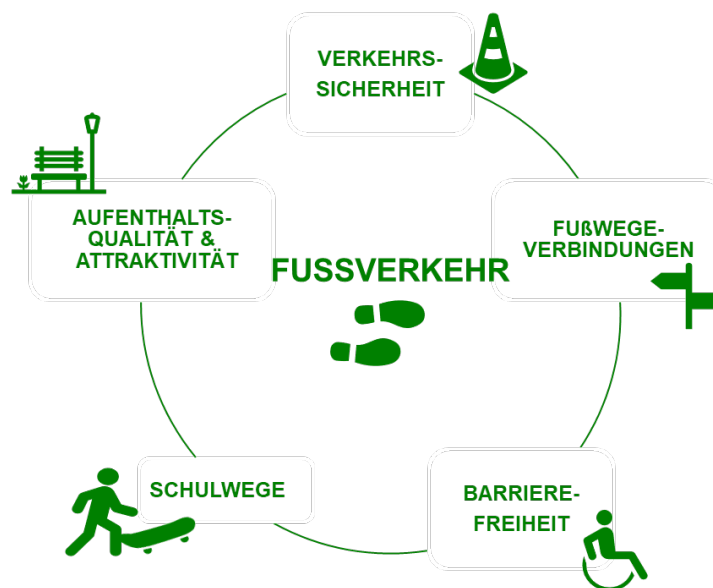 VERKEHRS-
SICHERHEIT
AUFENTHALTS-
QUALITÄT &
ATTRAKTIVITÄT
FUßWEGE-
VERBINDUNGEN
FUSSVERKEHR
SCHULWEGE
BARRIERE-
FREIHEIT